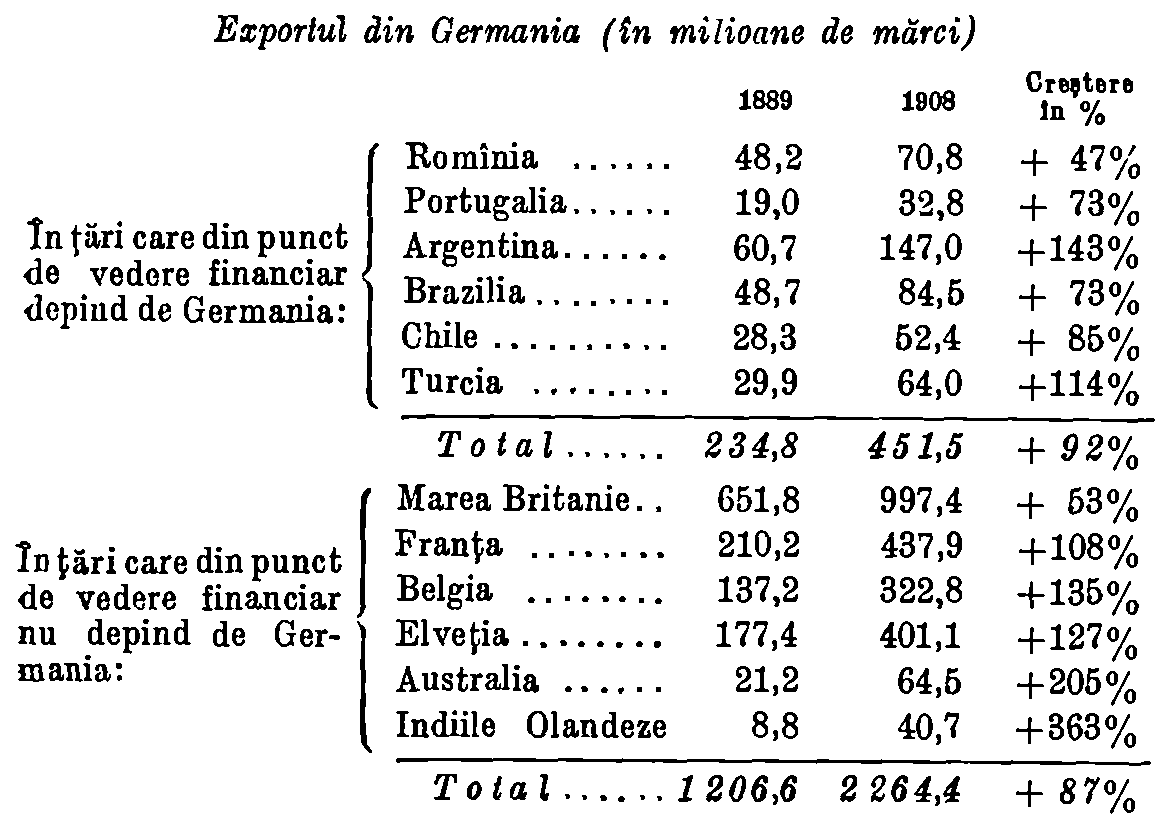 Exportul din Germania (în milioane de mărci)
1889 1908 Creştere în %
În ţări care din punct de vedere financiar depind de Germania:
Romînia ...... 48,2 70,8 + 47%
Portugalia...... 19,0 32,8 + 73%
Argentina...... 60,7 147,0 +143%
Brazilia........ 48,7 84,5 + 73%
Chile .......... 28,3 52,4 + 85%
Turcia ........ 29,9 64,0 +114%
Total...... 234,8 451,5 + 92%
În ţări care din punct de vedere financiar nu depind de Ger-
mania:
Marea Britanie.. 651,8 997,4 + 53%
Franţa ........ 210,2 437,9 +108%
Belgia ........ 137,2 322,8 +135%
Elveţia........ 177,4 401,1 +127%
Australia ...... 21,2 64,5 +205%
Indiile Olandeze 8,8 40,7 +363%
Total...... 1 206,6 2 264,4 + 87%